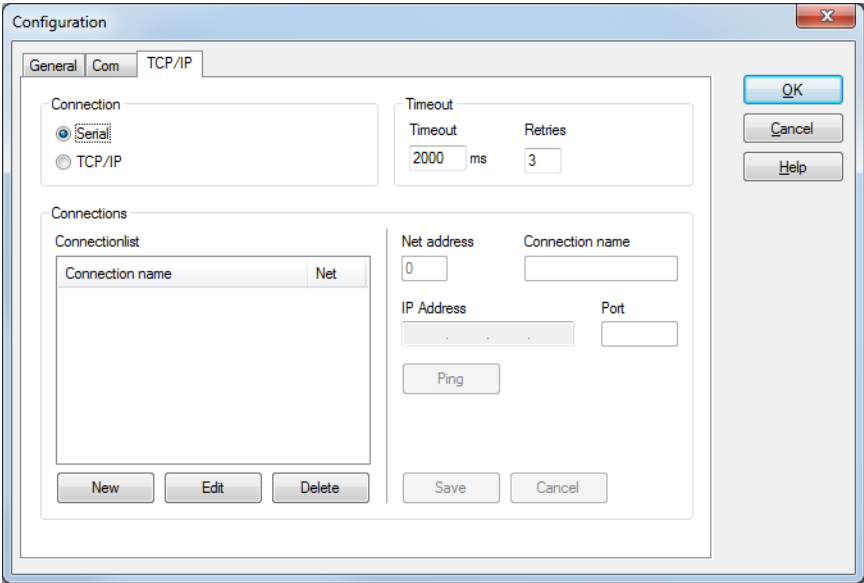 Configuration
General Com TCP/IP
Connection
Serial
TCP/IP
Timeout
Timeout Retries
2000 ms 3
OK
Cancel
Help
Connections
Connectionlist
Connection name Net
Net address Connection name
0
IP Address Port
. . .
Ping
New Edit Delete
Save Cancel